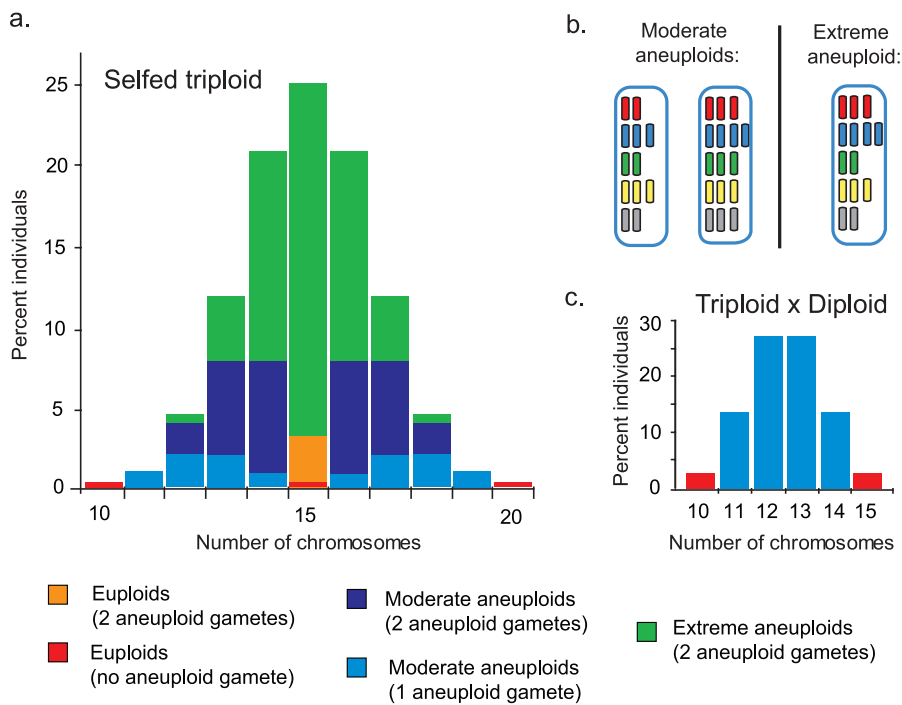 a.
Selfed triploid
Percent individuals
25
20
15
10
5
0
10
15
20
Number of chromosomes
b.
Moderate
aneuploids:
Extreme
aneuploid:
c.
Triploid x Diploid
Percent individuals
30
20
10
0
10 11 12 13 14 15
Number of chromosomes
Euploids
(2 aneuploid gametes)
Euploids
(no aneuploid gamete)
Moderate aneuploids
(2 aneuploid gametes)
Moderate aneuploids
(1 aneuploid gamete)
Extreme aneuploids
(2 aneuploid gametes)